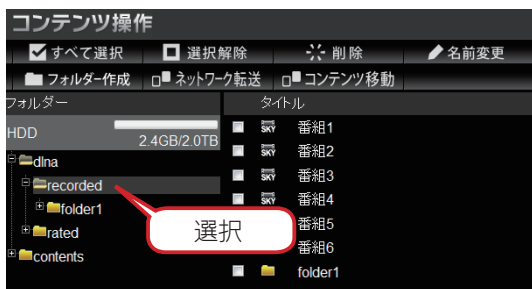 コンテンツ操作
すべて選択 選択解除 削除 名前変更
フォルダー作成 ネットワーク転送 コンテンツ移動
フォルダー タイトル
HDD 2.4GB/2.0TB
dlna
recorded
folder1
rated
contents
選択
SKY 番組1
SKY 番組2
SKY 番組3
SKY 番組4
番組5
番組6
folder1